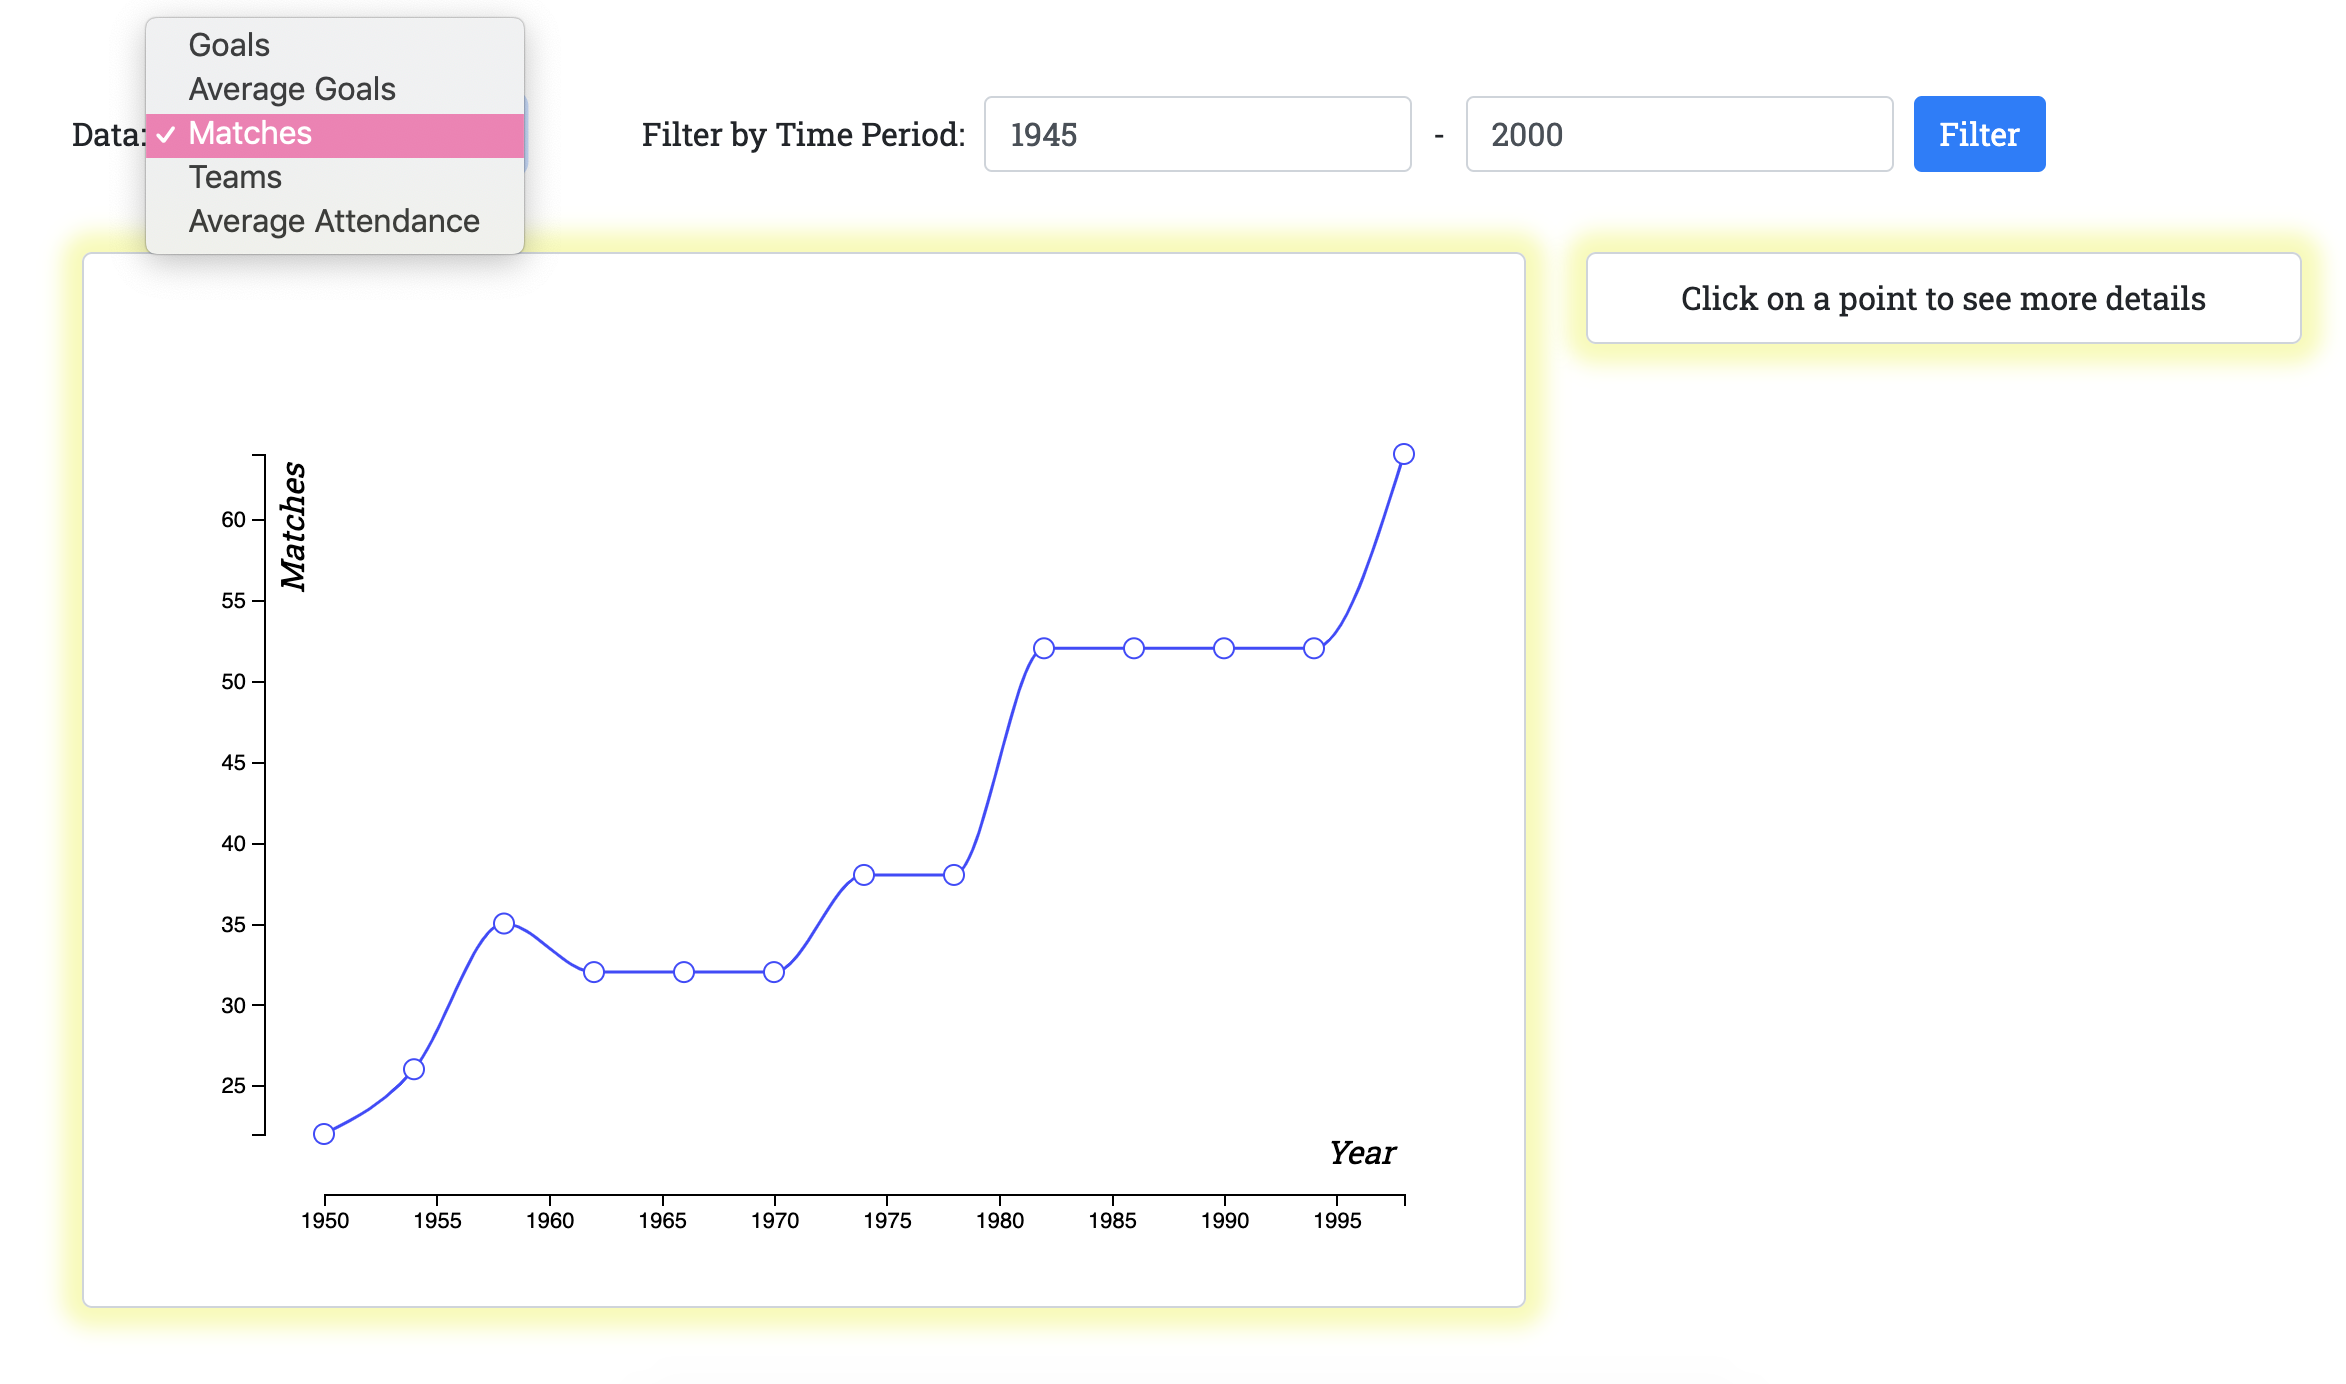 Goals
Average Goals
Data: ✓ Matches
Teams
Average Attendance
Filter by Time Period: 1945 - 2000 Filter
Click on a point to see more details
Matches
60
55
50
45
40
35
30
25
Year
1950 1955 1960 1965 1970 1975 1980 1985 1990 1995